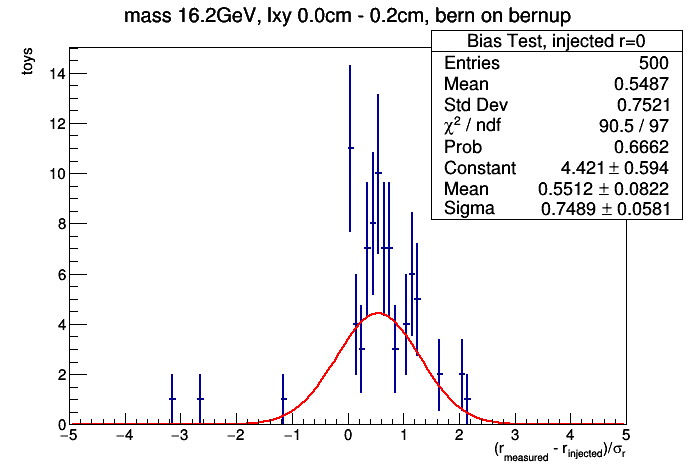 mass 16.2GeV, lxy 0.0cm - 0.2cm, bern on bernup
Bias Test, injected r=0
Entries 500
Mean 0.5487
Std Dev 0.7521
χ² / ndf 90.5 / 97
Prob 0.6662
Constant 4.421 ± 0.594
Mean 0.5512 ± 0.0822
Sigma 0.7489 ± 0.0581
toys
14
12
10
8
6
4
2
0
−5 −4 −3 −2 −1 0 1 2 3 4 5
(r_measured - r_injected)/σ_r